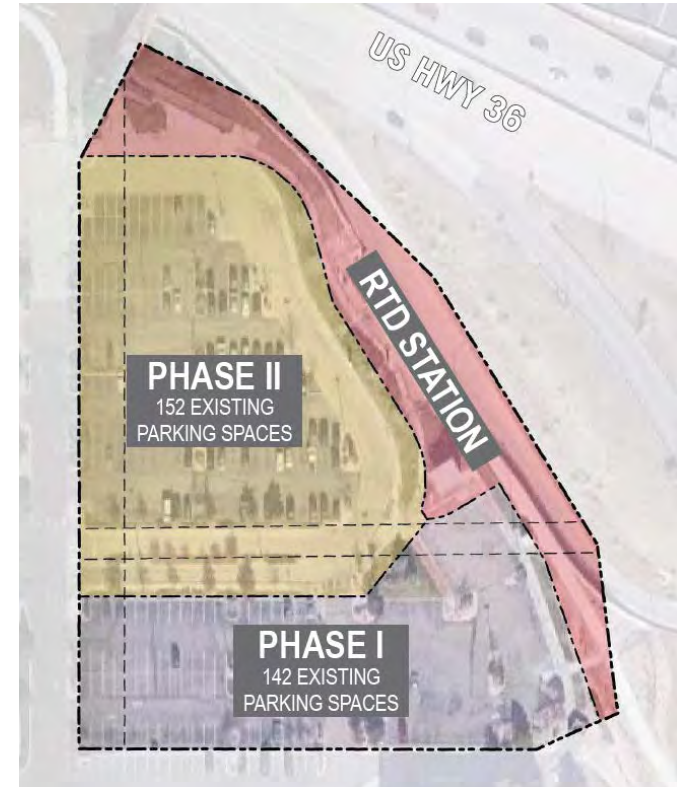 US HWY 36
RTD STATION
PHASE II
152 EXISTING
PARKING SPACES
PHASE I
142 EXISTING
PARKING SPACES